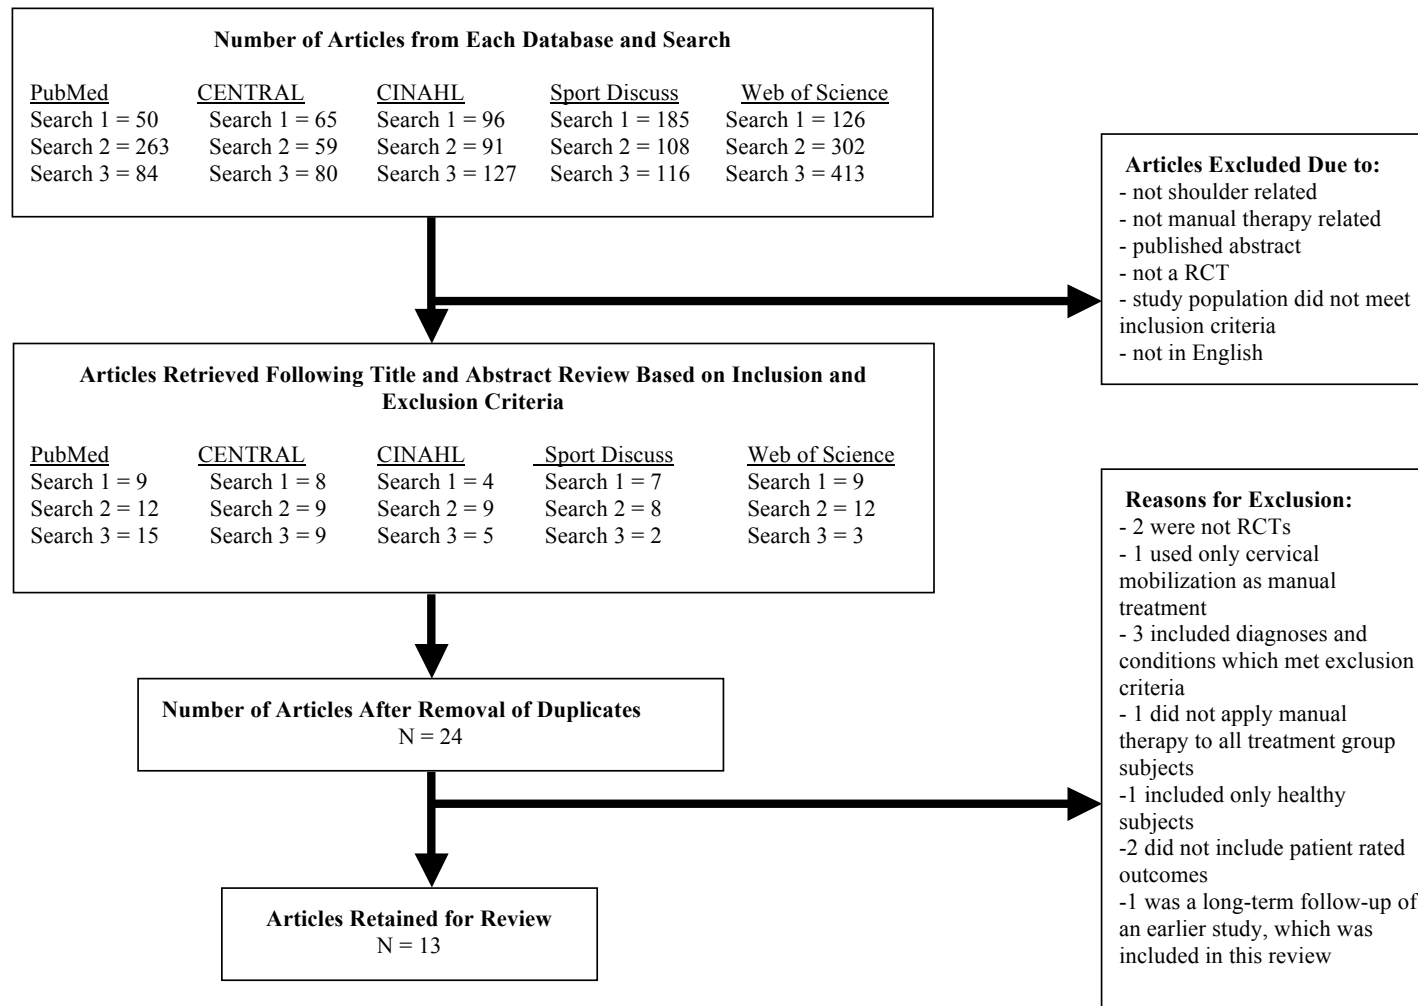 Number of Articles from Each Database and Search
PubMed CENTRAL CINAHL Sport Discuss Web of Science
Search 1 = 50 Search 1 = 65 Search 1 = 96 Search 1 = 185 Search 1 = 126
Search 2 = 263 Search 2 = 59 Search 2 = 91 Search 2 = 108 Search 2 = 302
Search 3 = 84 Search 3 = 80 Search 3 = 127 Search 3 = 116 Search 3 = 413
Articles Excluded Due to:
- not shoulder related
- not manual therapy related
- published abstract
- not a RCT
- study population did not meet
inclusion criteria
- not in English
Articles Retrieved Following Title and Abstract Review Based on Inclusion and
Exclusion Criteria
PubMed CENTRAL CINAHL Sport Discuss Web of Science
Search 1 = 9 Search 1 = 8 Search 1 = 4 Search 1 = 7 Search 1 = 9
Search 2 = 12 Search 2 = 9 Search 2 = 9 Search 2 = 8 Search 2 = 12
Search 3 = 15 Search 3 = 9 Search 3 = 5 Search 3 = 2 Search 3 = 3
Number of Articles After Removal of Duplicates
N = 24
Reasons for Exclusion:
- 2 were not RCTs
- 1 used only cervical
mobilization as manual
treatment
- 3 included diagnoses and
conditions which met exclusion
criteria
- 1 did not apply manual
therapy to all treatment group
subjects
-1 included only healthy
subjects
-2 did not include patient rated
outcomes
-1 was a long-term follow-up of
an earlier study, which was
included in this review
Articles Retained for Review
N = 13